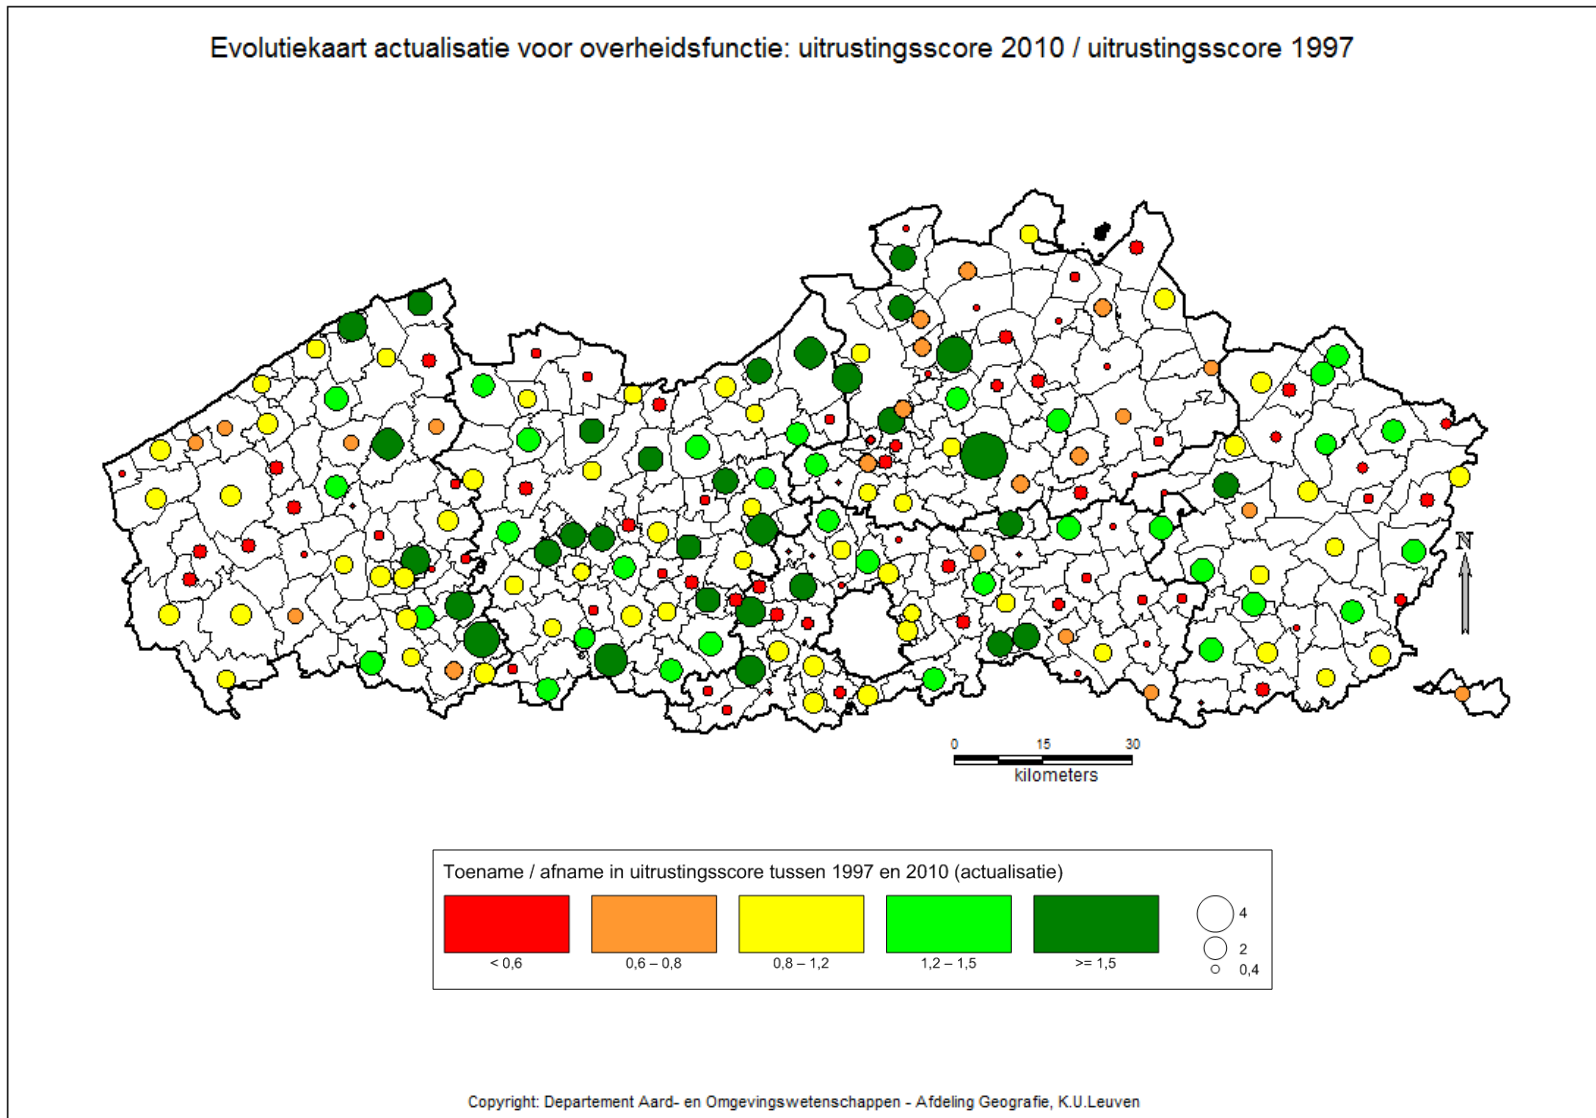 Evolutiekaart actualisatie voor overheidsfunctie: uitrustingsscore 2010 / uitrustingsscore 1997
N
0 15 30
kilometers
Toename / afname in uitrustingsscore tussen 1997 en 2010 (actualisatie)
4
2
0,4
< 0,6 0,6 – 0,8 0,8 – 1,2 1,2 – 1,5 >= 1,5
Copyright: Departement Aard- en Omgevingswetenschappen - Afdeling Geografie, K.U.Leuven